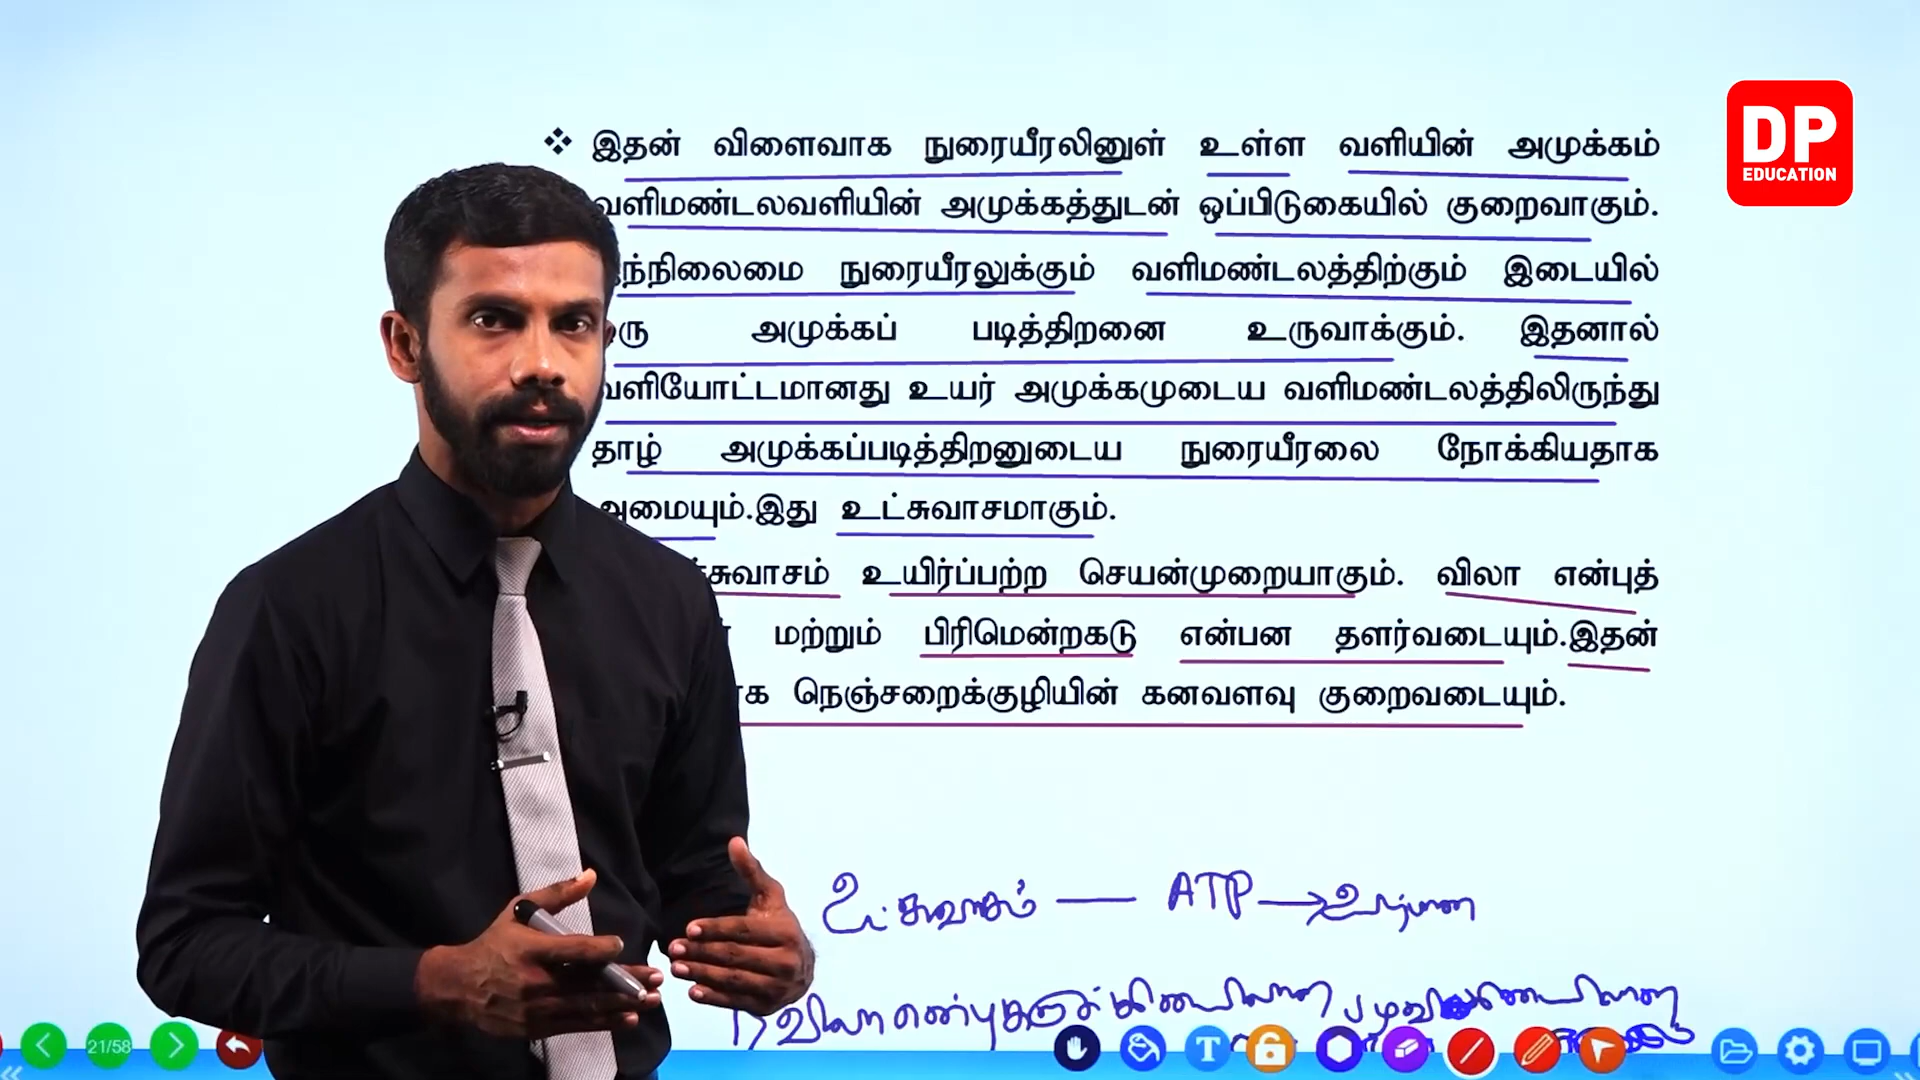 DP
EDUCATION
❖ இதன் விளைவாக நுரையீரலினுள் உள்ள வளியின் அமுக்கம்
வளிமண்டலவளியின் அமுக்கத்துடன் ஒப்பிடுகையில் குறைவாகும்.
நுரையீரலுக்கும் வளிமண்டலத்திற்கும் இடையில்
அமுக்கப் படித்திறனை உருவாக்கும். இதனால்
வளியோட்டமானது உயர் அமுக்கமுடைய வளிமண்டலத்திலிருந்து
தாழ் அமுக்கப்படித்திறனுடைய நுரையீரலை நோக்கியதாக
அமையும்.இது உட்சுவாசமாகும்.
உயிர்ப்பற்ற செயன்முறையாகும். விலா என்புத்
மற்றும் பிரிமென்றகடு என்பன தளர்வடையும்.இதன்
நெஞ்சறைக்குழியின் கனவளவு குறைவடையும்.
உட்சுவாசம் — ATP →
21/58